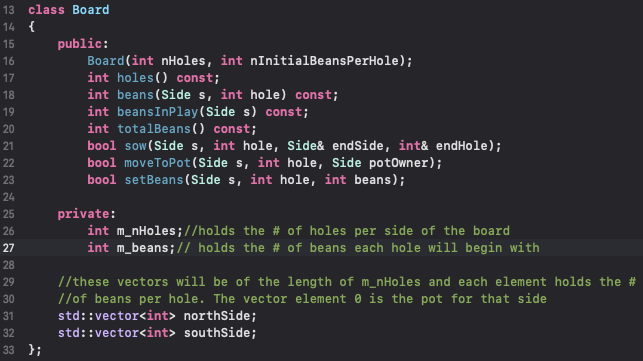 13 class Board
14 {
15     public:
16         Board(int nHoles, int nInitialBeansPerHole);
17         int holes() const;
18         int beans(Side s, int hole) const;
19         int beansInPlay(Side s) const;
20         int totalBeans() const;
21         bool sow(Side s, int hole, Side& endSide, int& endHole);
22         bool moveToPot(Side s, int hole, Side potOwner);
23         bool setBeans(Side s, int hole, int beans);
24
25     private:
26         int m_nHoles;//holds the # of holes per side of the board
27         int m_beans;// holds the # of beans each hole will begin with
28
29     //these vectors will be of the length of m_nHoles and each element holds the #
30     //of beans per hole. The vector element 0 is the pot for that side
31     std::vector<int> northSide;
32     std::vector<int> southSide;
33 };